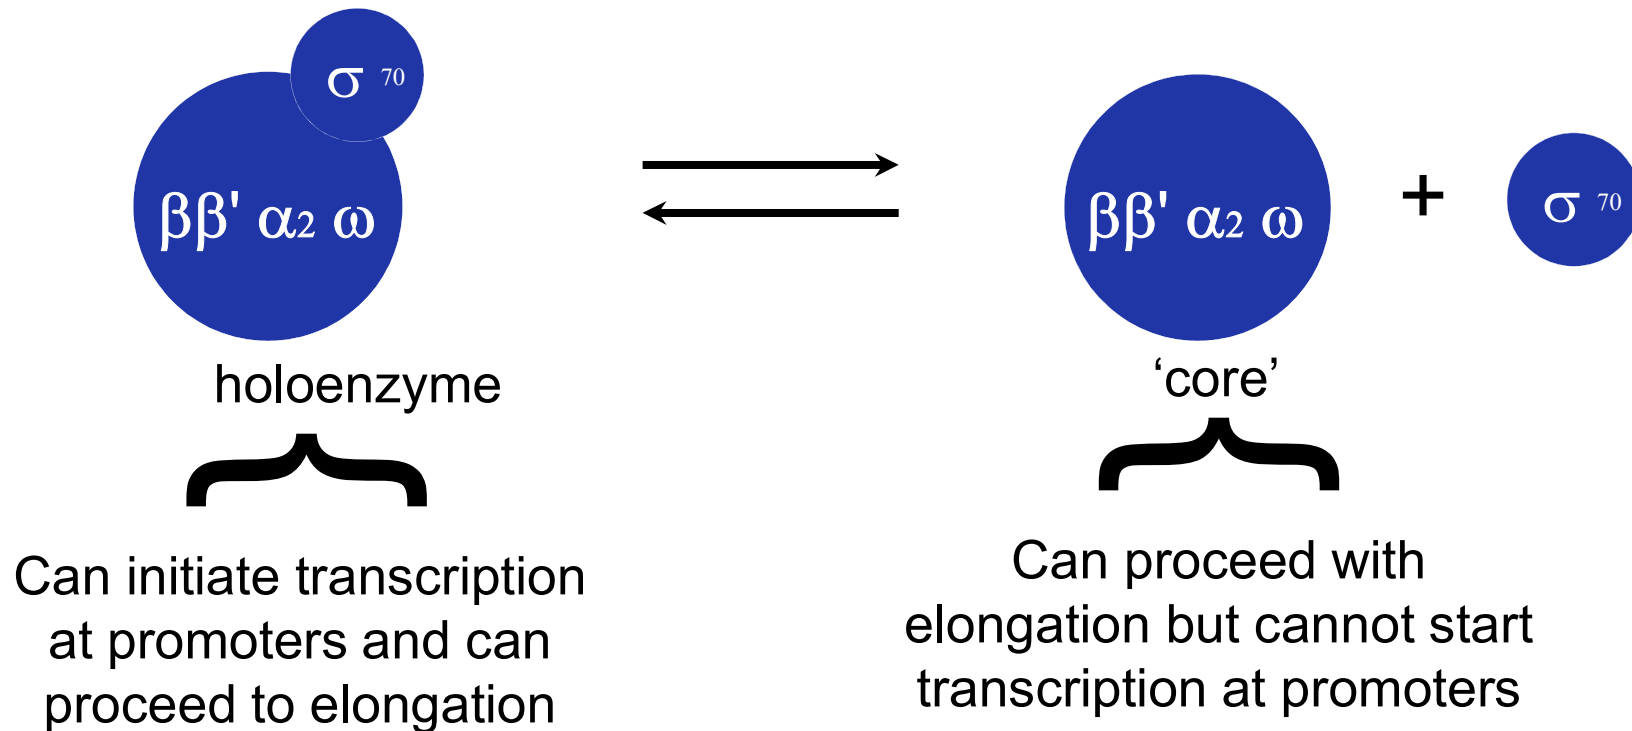 σ 70
ββ' α2 ω
holoenzyme
Can initiate transcription
at promoters and can
proceed to elongation
ββ' α2 ω
+
σ 70
‘core’
Can proceed with
elongation but cannot start
transcription at promoters